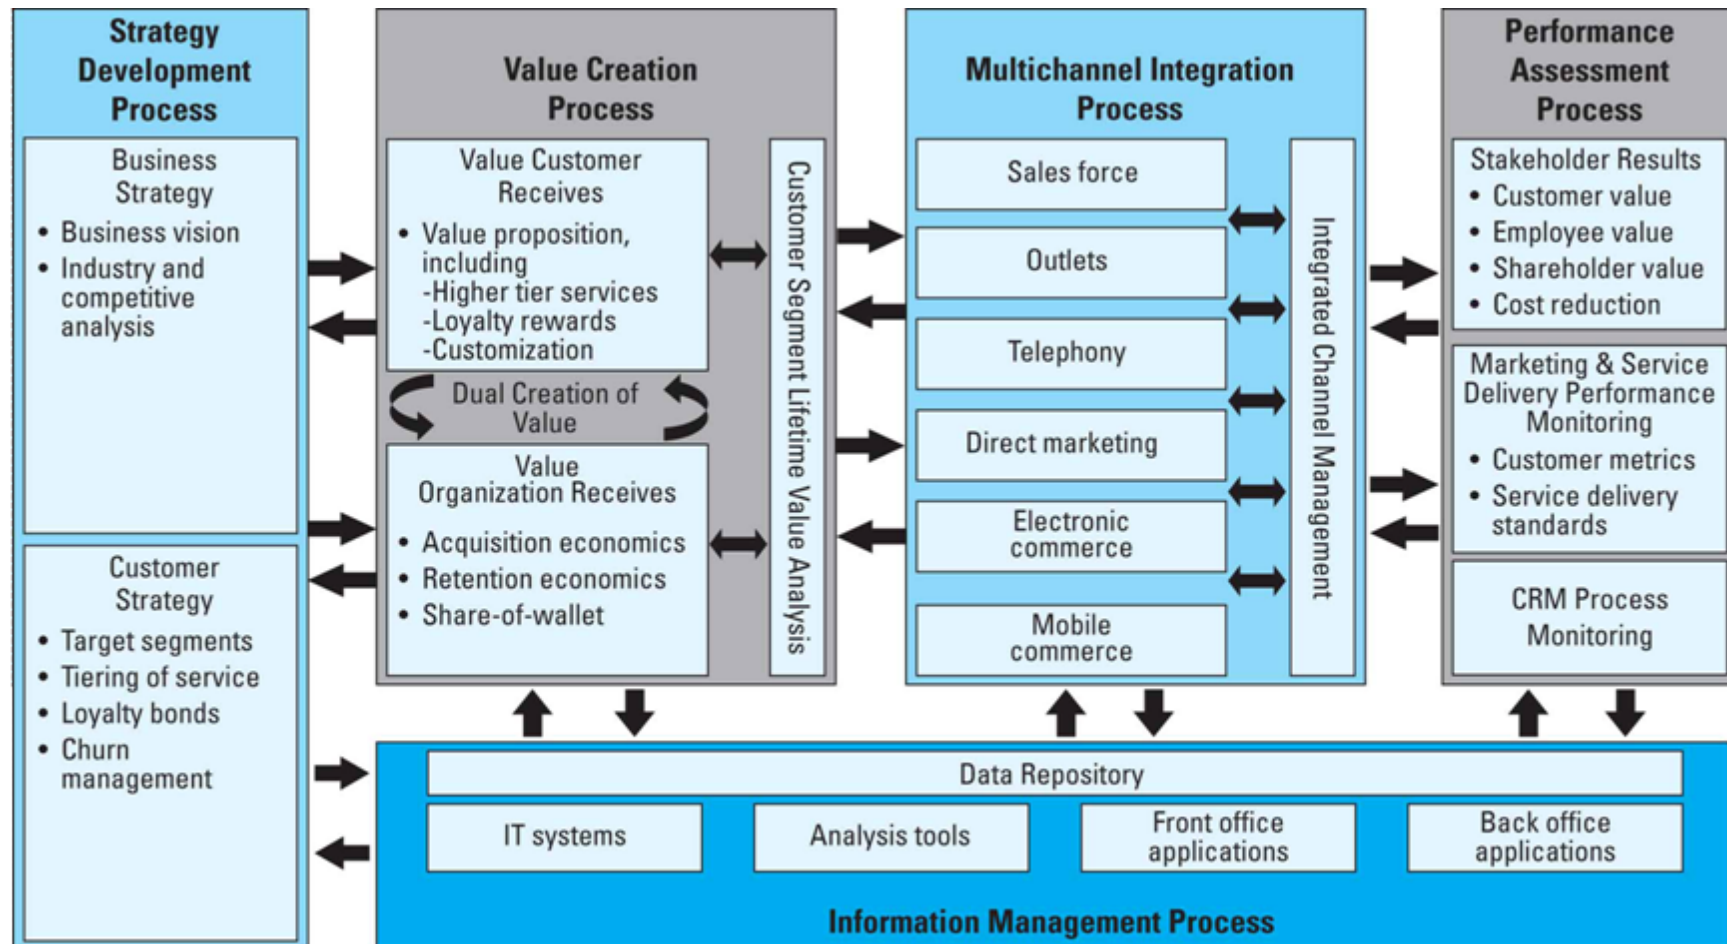 Strategy
Development
Process
Business
Strategy
• Business vision
• Industry and
competitive
analysis
Customer
Strategy
• Target segments
• Tiering of service
• Loyalty bonds
• Churn
management
Value Creation
Process
Value Customer
Receives
• Value proposition,
including
-Higher tier services
-Loyalty rewards
-Customization
Dual Creation of
Value
Value
Organization Receives
• Acquisition economics
• Retention economics
• Share-of-wallet
Customer Segment Lifetime Value Analysis
Multichannel Integration
Process
Sales force
Outlets
Telephony
Direct marketing
Electronic
commerce
Mobile
commerce
Integrated Channel Management
Performance
Assessment
Process
Stakeholder Results
• Customer value
• Employee value
• Shareholder value
• Cost reduction
Marketing & Service
Delivery Performance
Monitoring
• Customer metrics
• Service delivery
standards
CRM Process
Monitoring
Data Repository
IT systems
Analysis tools
Front office
applications
Back office
applications
Information Management Process